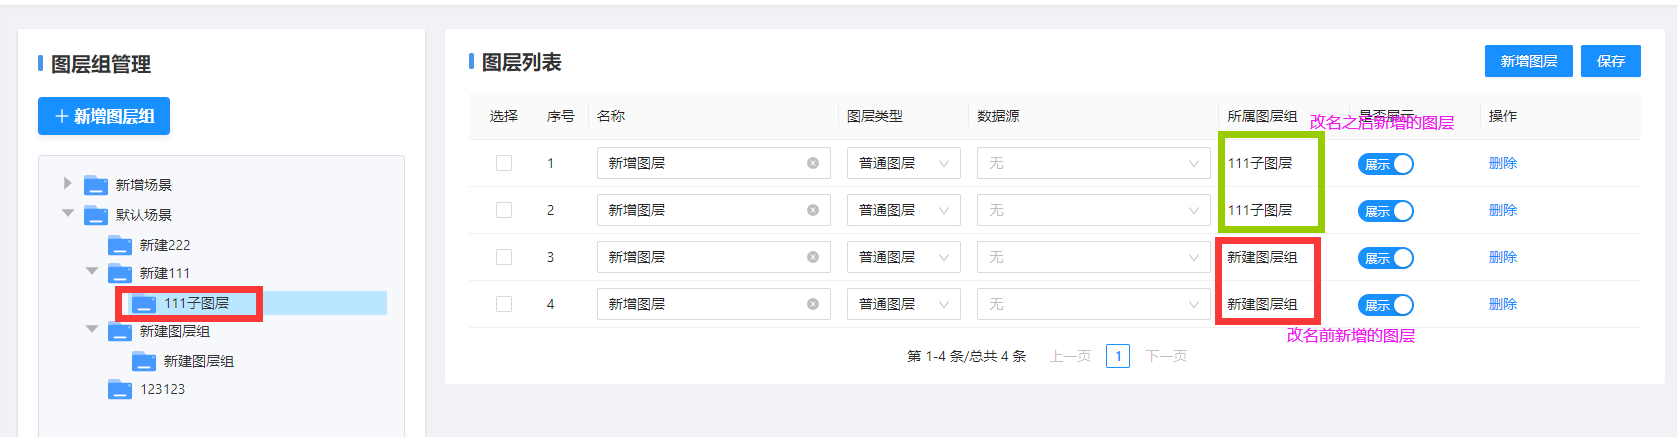 图层组管理
+ 新增图层组
新增场景
默认场景
新建222
新建111
111子图层
新建图层组
新建图层组
123123
图层列表
新增图层 保存
选择 序号 名称 图层类型 数据源 所属图层组 是否展示 操作
改名之后新增的图层
1 新增图层 普通图层 无 111子图层 展示 删除
2 新增图层 普通图层 无 111子图层 展示 删除
3 新增图层 普通图层 无 新建图层组 展示 删除
4 新增图层 普通图层 无 新建图层组 展示 删除
改名前新增的图层
第 1-4 条/总共 4 条 上一页 1 下一页